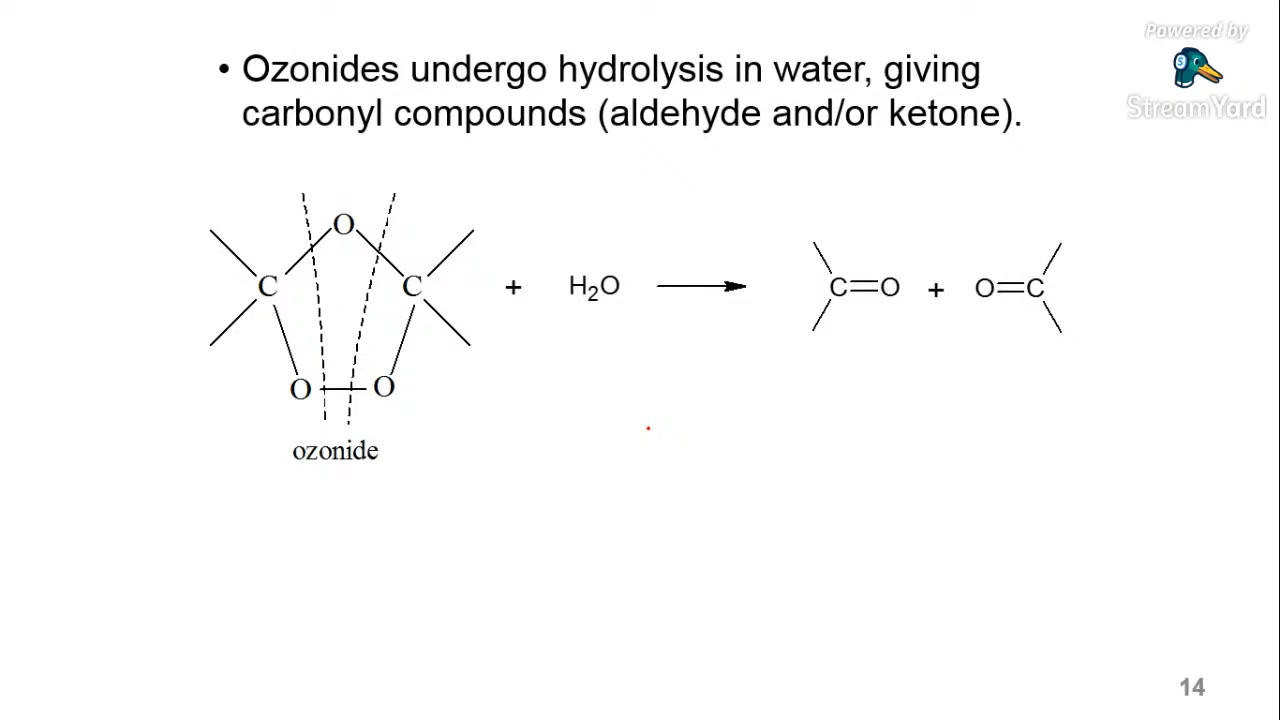 Powered by
StreamYard
• Ozonides undergo hydrolysis in water, giving
carbonyl compounds (aldehyde and/or ketone).
O
C C + H₂O C=O + O=C
O O
ozonide
14